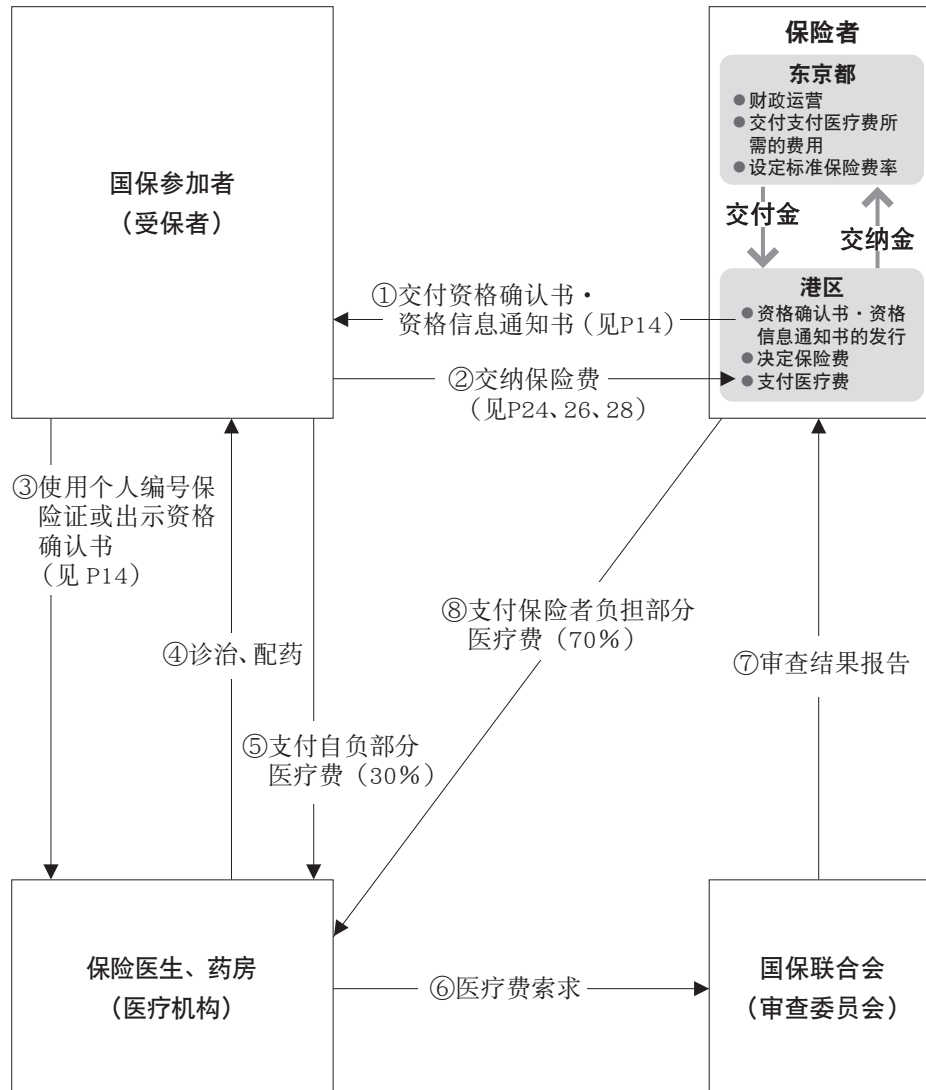 保险者
东京都
●财政运营
●交付支付医疗费所
需的费用
●设定标准保险费率
国保参加者
（受保者）
交付金
交纳金
港区
●资格确认书・资格
信息通知书的发行
●决定保险费
●支付医疗费
①交付资格确认书・
资格信息通知书（见P14）
②交纳保险费
（见P24、26、28）
③使用个人编号保
险证或出示资格
确认书
（见 P14）
④诊治、配药
⑤支付自负部分
医疗费（30％）
⑧支付保险者负担部分
医疗费（70％）
⑦审查结果报告
保险医生、药房
（医疗机构）
⑥医疗费索求
国保联合会
（审查委员会）